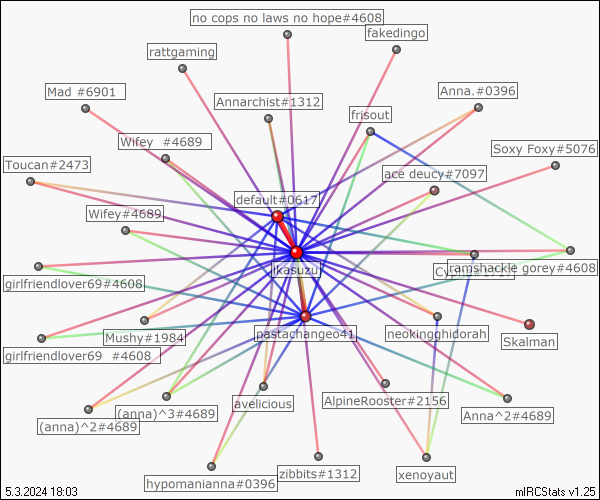 no cops no laws no hope#4608
fakedingo
rattgaming
Mad #6901
Annarchist#1312
Anna.#0396
frisout
Wifey  #4689
Soxy Foxy#5076
Toucan#2473
ace deucy#7097
default#0617
Wifey#4689
ikasuzu
ramshackle gorey#4608
girlfriendlover69#4608
Mushy#1984
pastachange041
neokingghidorah
Skalman
girlfriendlover69  #4608
avelicious
AlpineRooster#2156
(anna)^3#4689
Anna^2#4689
(anna)^2#4689
zibbits#1312
xenoyaut
hypomanianna#0396
5.3.2024 18:03
mIRCStats v1.25